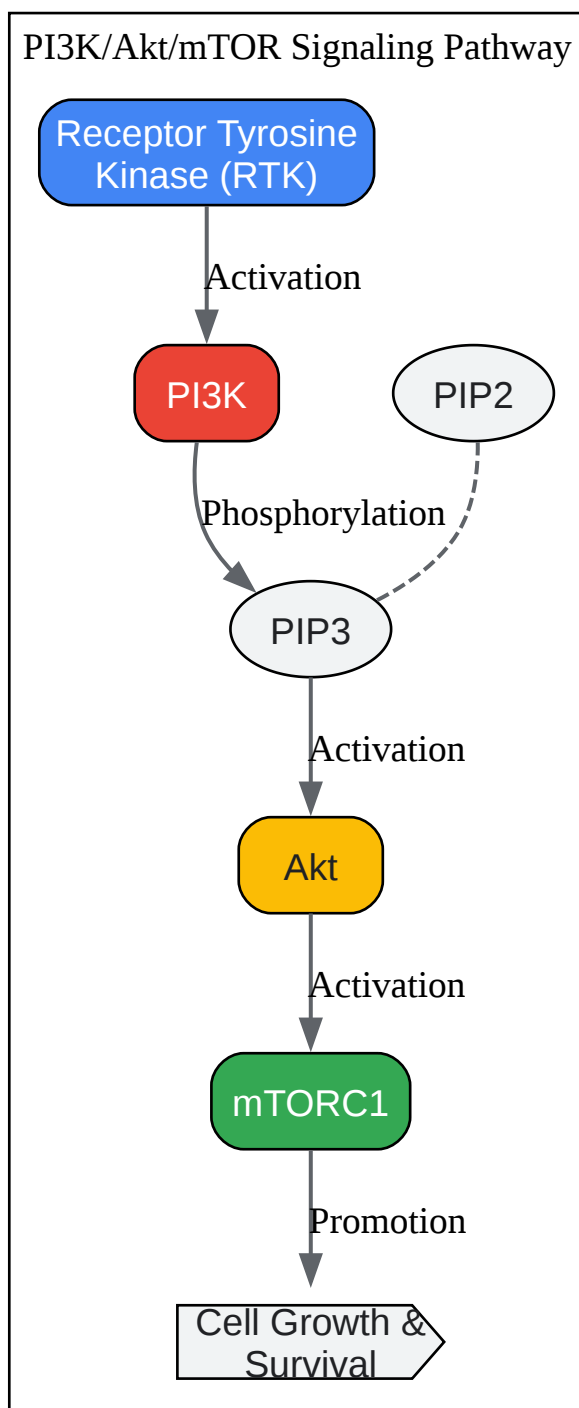 PI3K/Akt/mTOR Signaling Pathway
Receptor Tyrosine
Kinase (RTK)
Activation
PI3K
PIP2
Phosphorylation
PIP3
Activation
Akt
Activation
mTORC1
Promotion
Cell Growth &
Survival